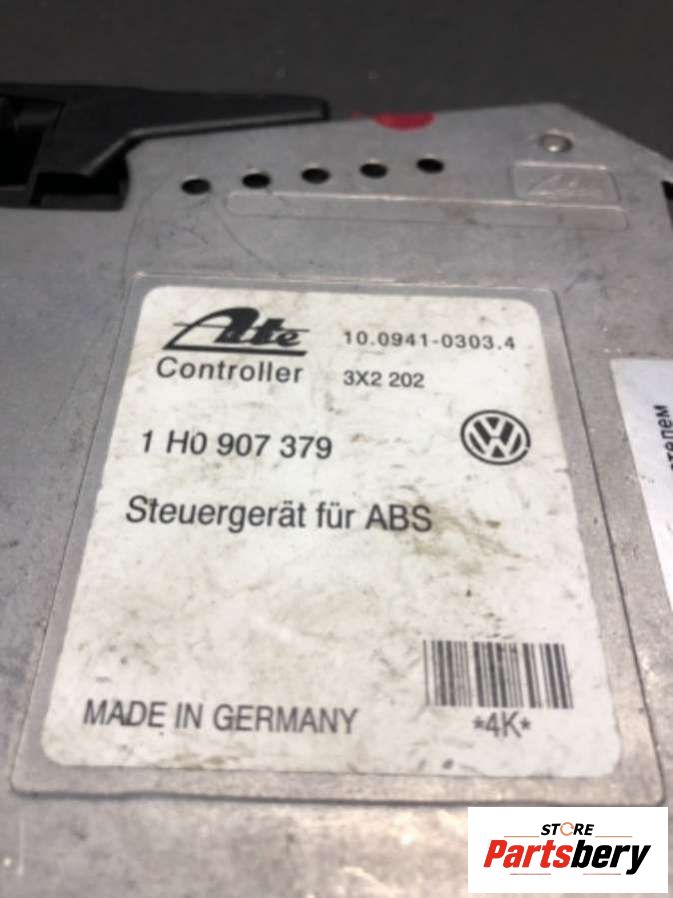 Ate
10.0941-0303.4
Controller
3X2 202
1 H0 907 379
VW
Steuergerät für ABS
*4K*
MADE IN GERMANY
STORE
Partsbery